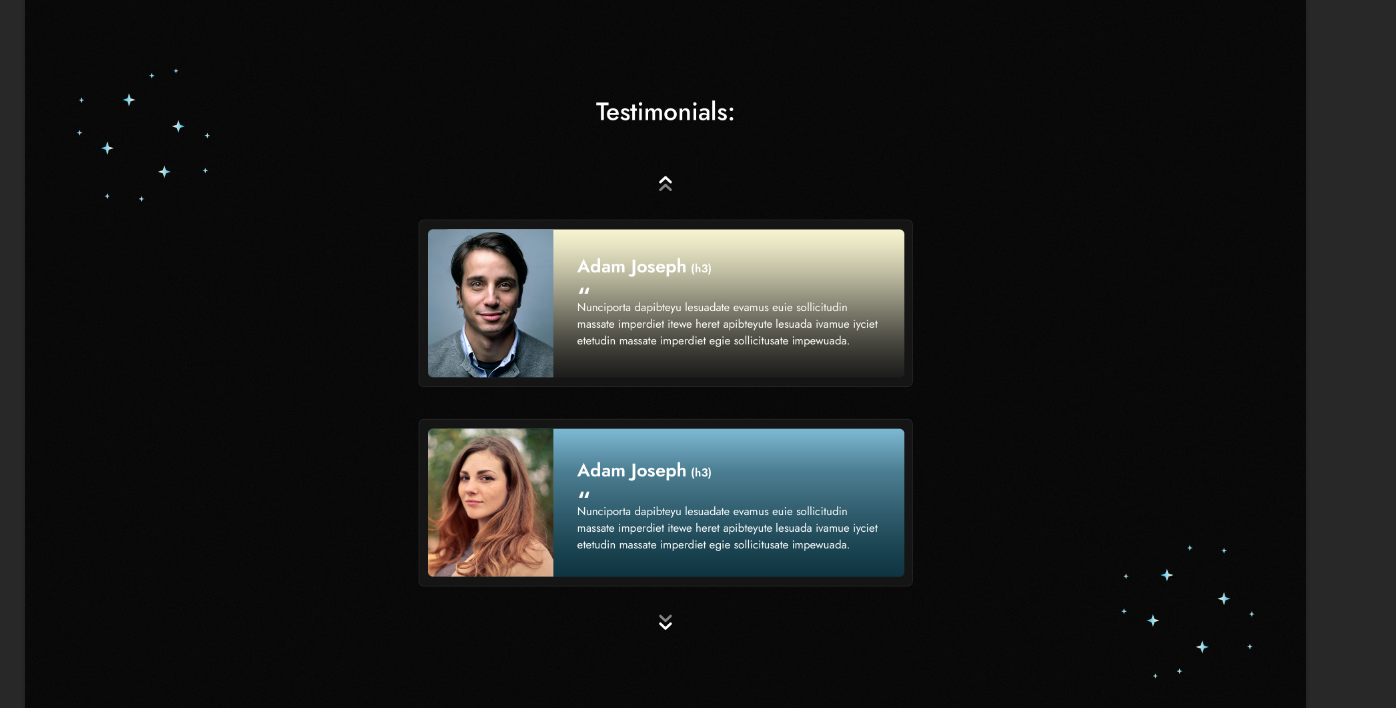 Testimonials:
Adam Joseph (h3)
“
Nunciporta dapibteyu lesuadate evamus euie sollicitudin
massate imperdiet itewe heret apibteyute lesuada ivamue iyciet
etetudin massate imperdiet egie sollicitusate impewuada.
Adam Joseph (h3)
“
Nunciporta dapibteyu lesuadate evamus euie sollicitudin
massate imperdiet itewe heret apibteyute lesuada ivamue iyciet
etetudin massate imperdiet egie sollicitusate impewuada.